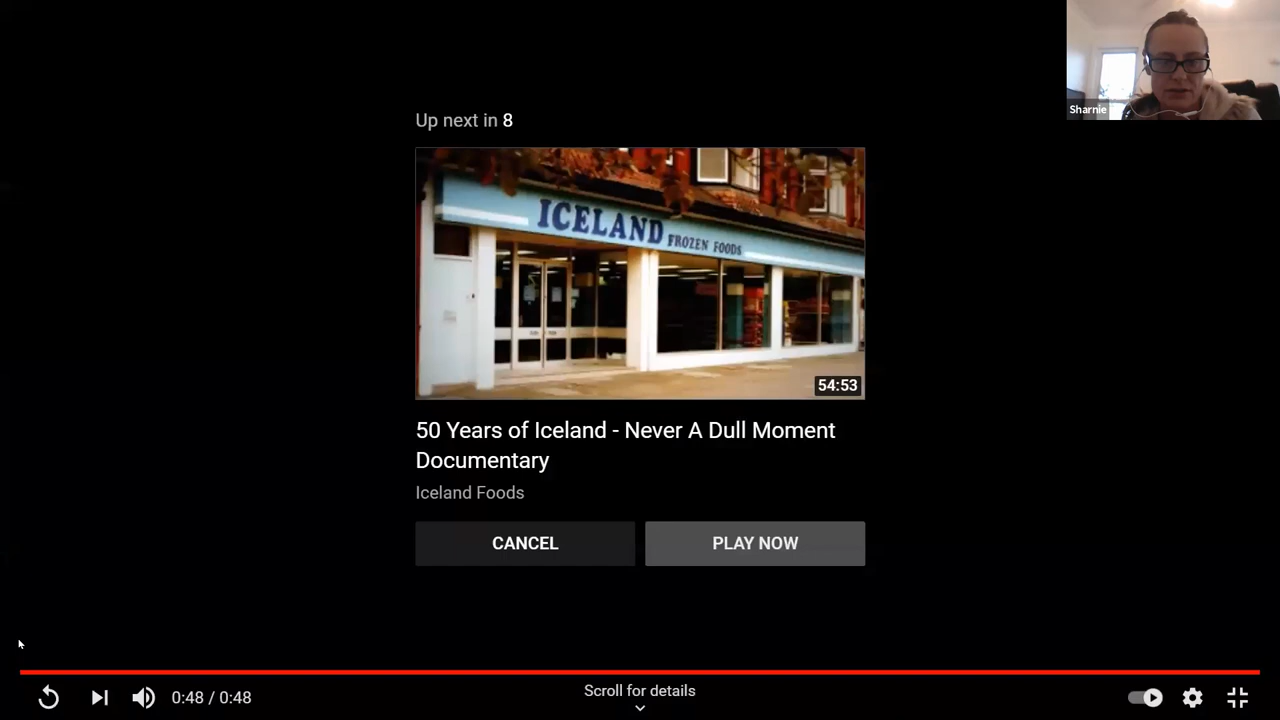 Sharnie
Up next in 8
ICELAND FROZEN FOODS
54:53
50 Years of Iceland - Never A Dull Moment
Documentary
Iceland Foods
CANCEL
PLAY NOW
0:48 / 0:48
Scroll for details